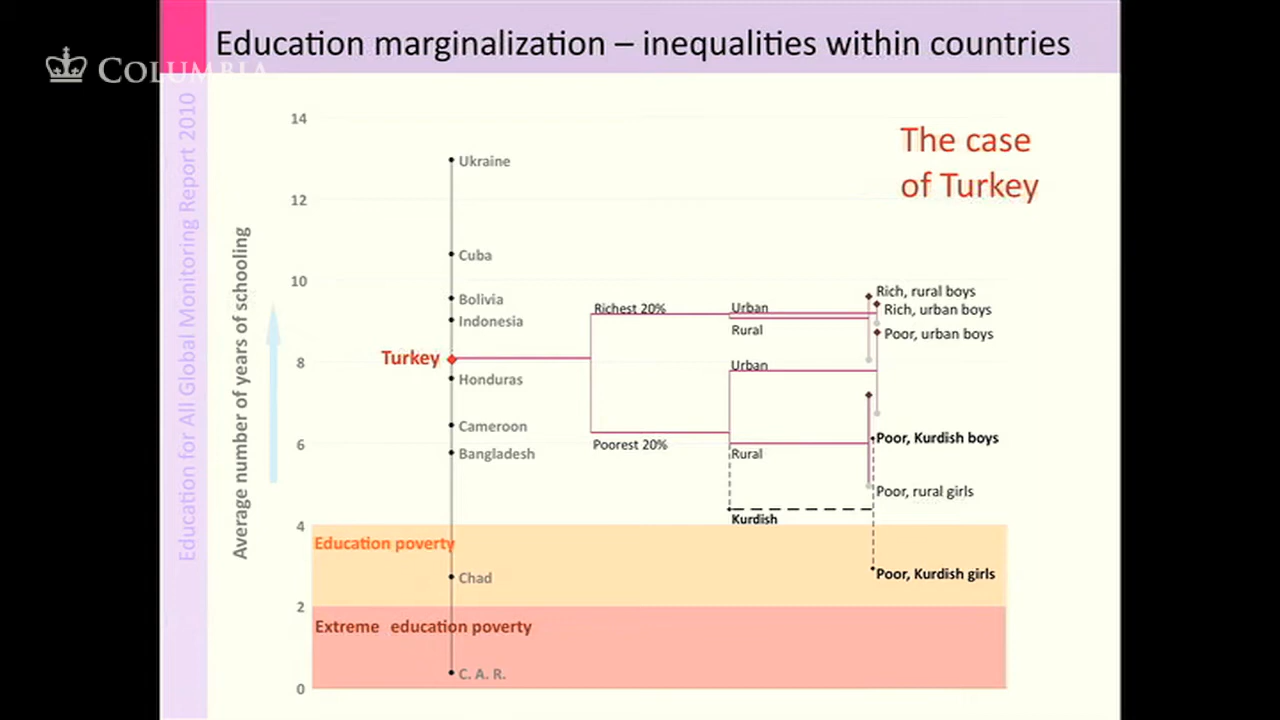 Education marginalization – inequalities within countries
COLUMBIA
Education for All Global Monitoring Report 2010
The case
of Turkey
Average number of years of schooling
14
12
10
8
6
4
2
0
Ukraine
Cuba
Bolivia
Indonesia
Turkey
Honduras
Cameroon
Bangladesh
Chad
C. A. R.
Richest 20%
Poorest 20%
Urban
Rural
Urban
Rural
Kurdish
Rich, rural boys
Rich, urban boys
Poor, urban boys
Poor, Kurdish boys
Poor, rural girls
Poor, Kurdish girls
Education poverty
Extreme education poverty